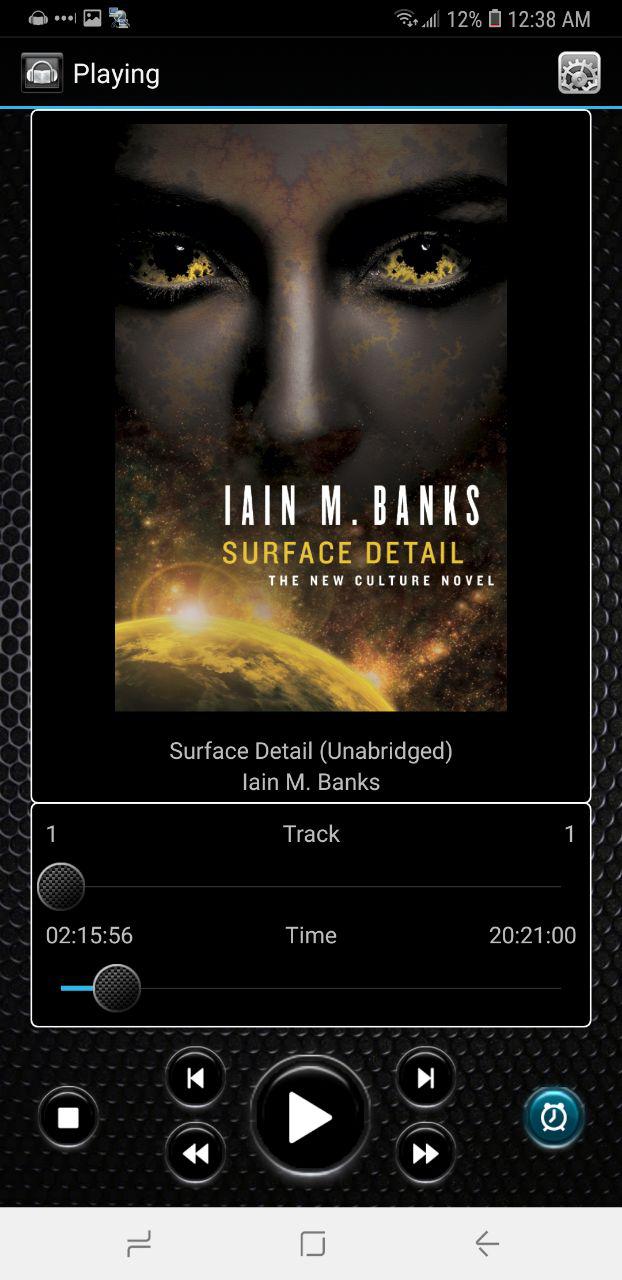 12% 12:38 AM
Playing
IAIN M. BANKS
SURFACE DETAIL
THE NEW CULTURE NOVEL
Surface Detail (Unabridged)
Iain M. Banks
1 Track 1
02:15:56 Time 20:21:00